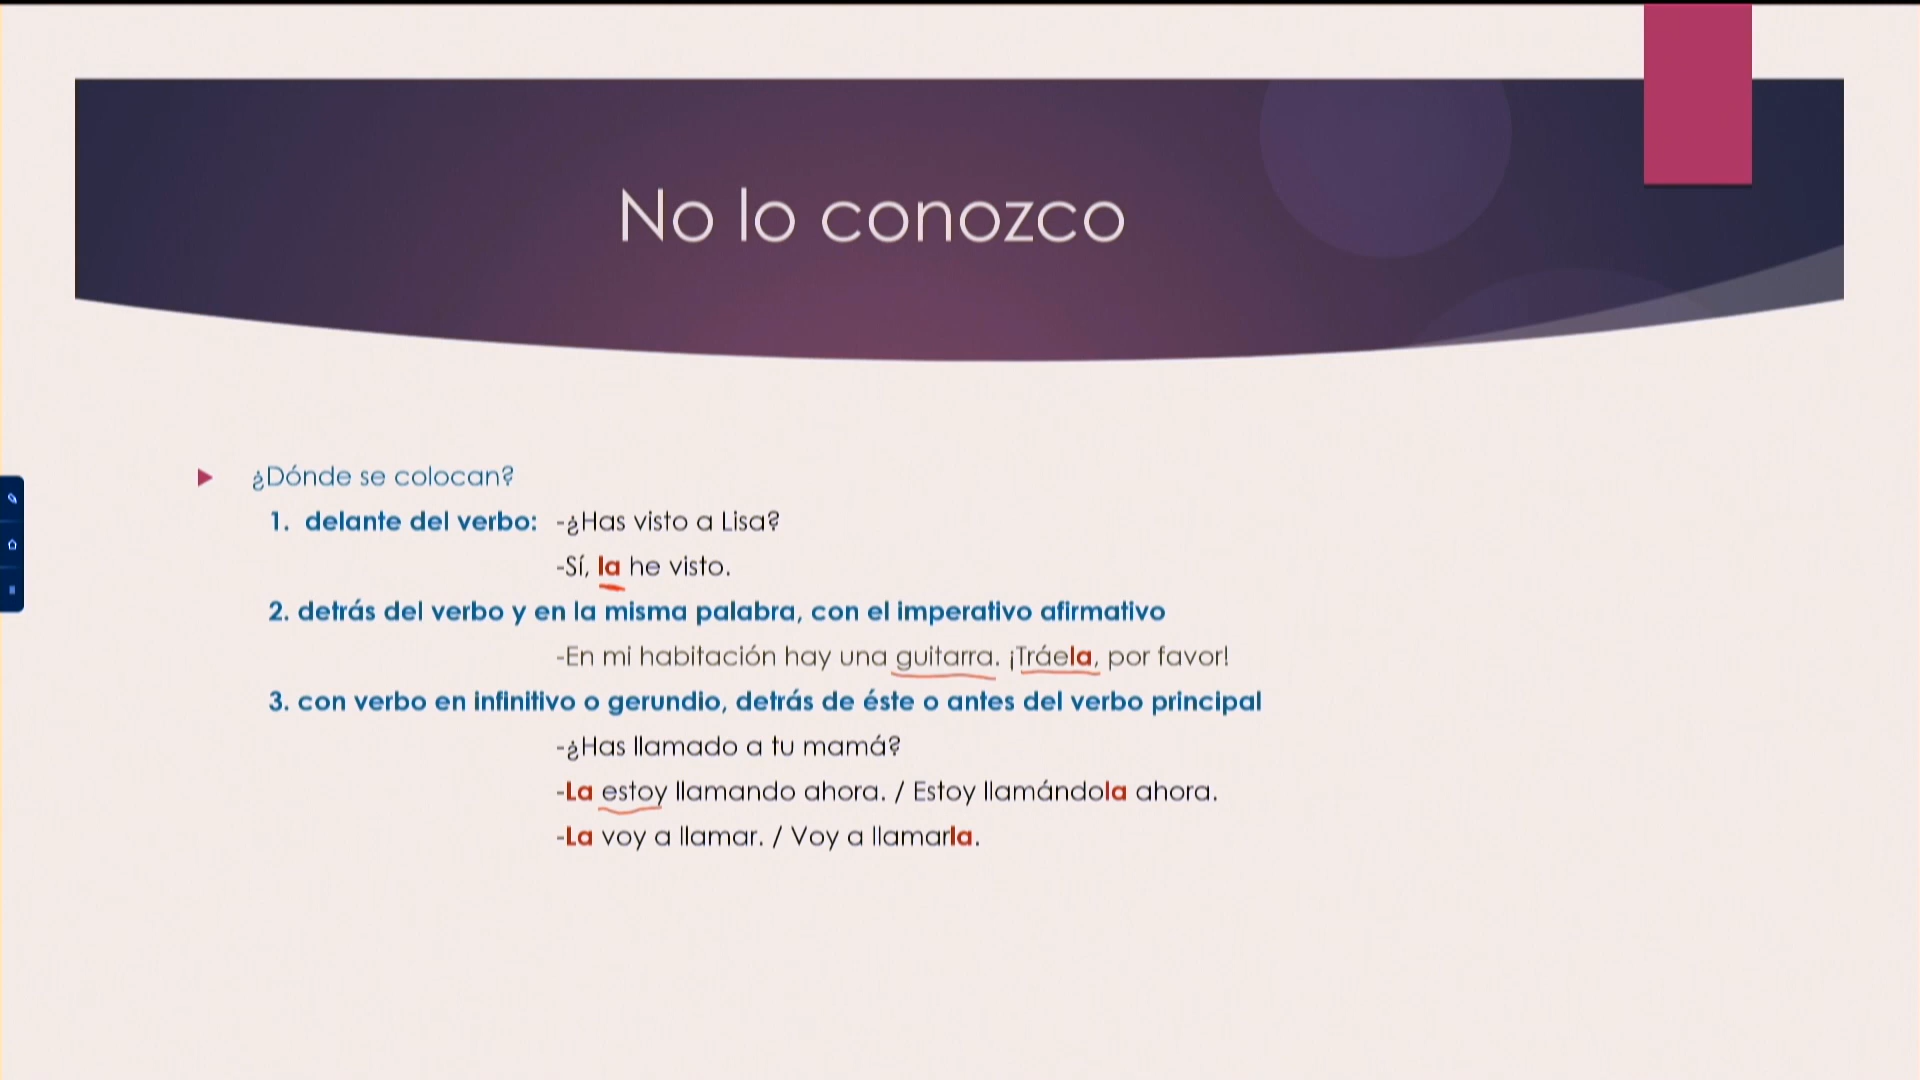 No lo conozco
¿Dónde se colocan?
1. delante del verbo: -¿Has visto a Lisa?
-Sí, la he visto.
2. detrás del verbo y en la misma palabra, con el imperativo afirmativo
-En mi habitación hay una guitarra. ¡Tráela, por favor!
3. con verbo en infinitivo o gerundio, detrás de éste o antes del verbo principal
-¿Has llamado a tu mamá?
-La estoy llamando ahora. / Estoy llamándola ahora.
-La voy a llamar. / Voy a llamarla.